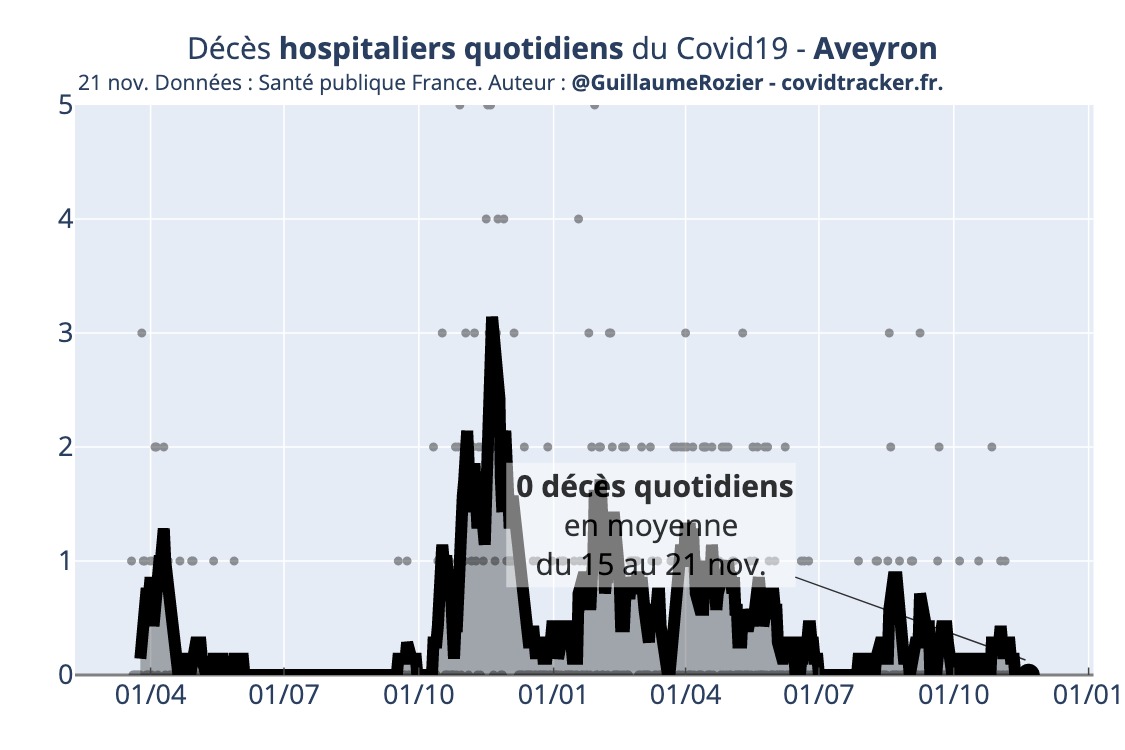 Décès hospitaliers quotidiens du Covid19 - Aveyron
21 nov. Données : Santé publique France. Auteur : @GuillaumeRozier - covidtracker.fr.
5
4
3
2
1
0
0 décès quotidiens
en moyenne
du 15 au 21 nov.
01/04 01/07 01/10 01/01 01/04 01/07 01/10 01/01